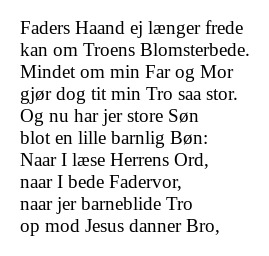 Faders Haand ej længer frede
kan om Troens Blomsterbede.
Mindet om min Far og Mor
gjør dog tit min Tro saa stor.
Og nu har jer store Søn
blot en lille barnlig Bøn:
Naar I læse Herrens Ord,
naar I bede Fadervor,
naar jer barneblide Tro
op mod Jesus danner Bro,